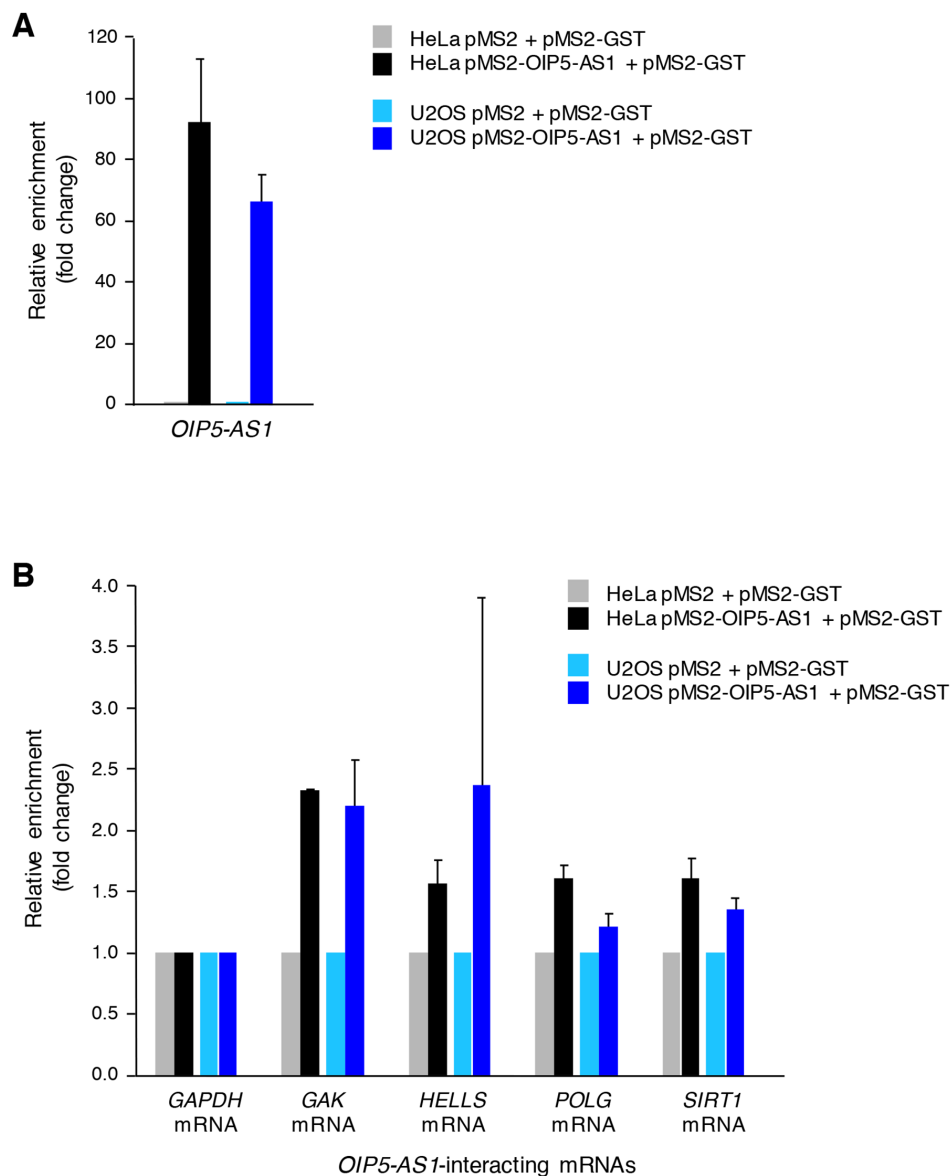 A
120
100
80
60
40
20
0
Relative enrichment
(fold change)
HeLa pMS2 + pMS2-GST
HeLa pMS2-OIP5-AS1 + pMS2-GST
U2OS pMS2 + pMS2-GST
U2OS pMS2-OIP5-AS1 + pMS2-GST
OIP5-AS1
B
4.0
3.5
3.0
2.5
2.0
1.5
1.0
0.5
0.0
Relative enrichment
(fold change)
HeLa pMS2 + pMS2-GST
HeLa pMS2-OIP5-AS1 + pMS2-GST
U2OS pMS2 + pMS2-GST
U2OS pMS2-OIP5-AS1 + pMS2-GST
GAPDH GAK HELLS POLG SIRT1
mRNA mRNA mRNA mRNA mRNA
OIP5-AS1-interacting mRNAs